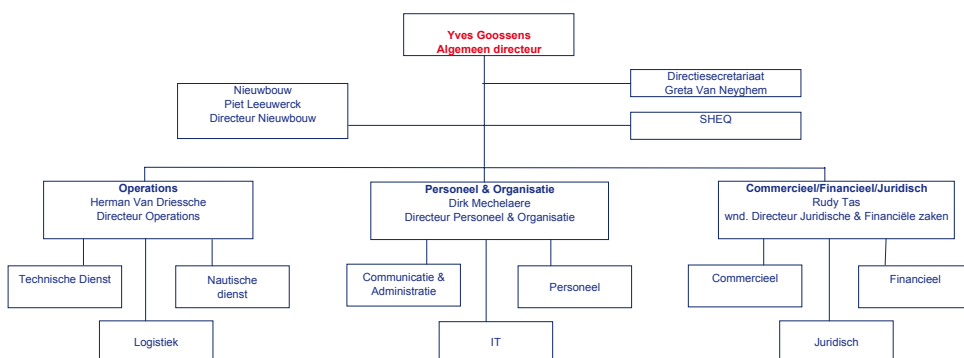 Yves Goossens
Algemeen directeur
Directiesecretariaat
Greta Van Neyghem
Nieuwbouw
Piet Leeuwerck
Directeur Nieuwbouw
SHEQ
Operations
Herman Van Driessche
Directeur Operations
Personeel & Organisatie
Dirk Mechelaere
Directeur Personeel & Organisatie
Commercieel/Financieel/Juridisch
Rudy Tas
wnd. Directeur Juridische & Financiële zaken
Technische Dienst
Nautische
dienst
Communicatie &
Administratie
Personeel
Commercieel
Financieel
Logistiek
IT
Juridisch